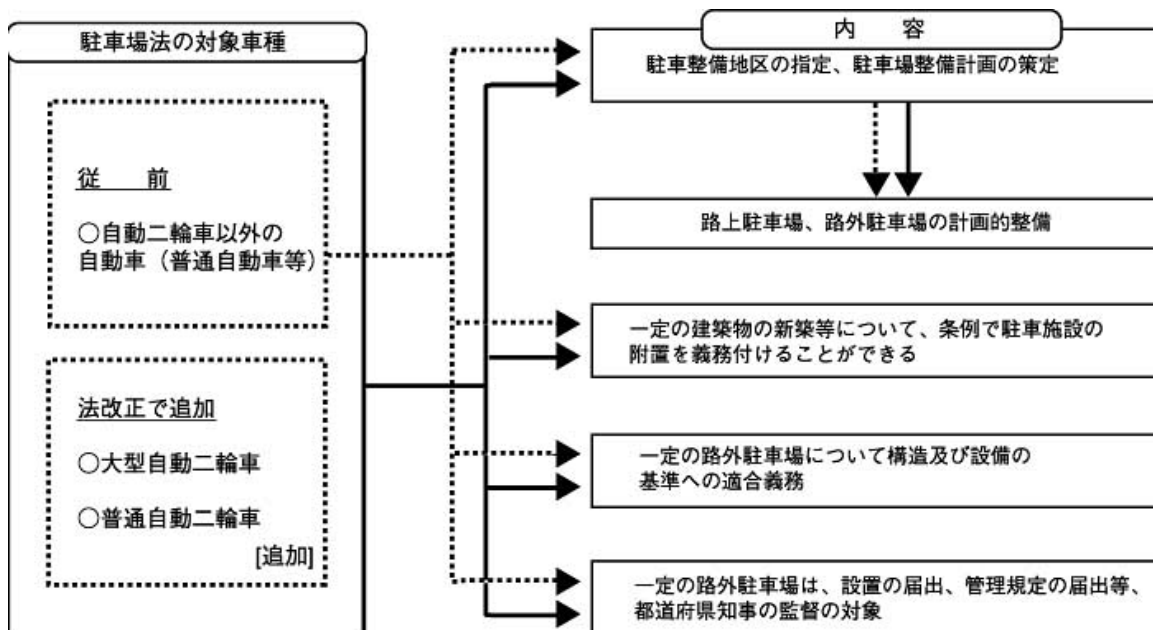 駐車場法の対象車種
従　前
○自動二輪車以外の
自動車（普通自動車等）
法改正で追加
○大型自動二輪車
○普通自動二輪車
[追加]
内　容
駐車整備地区の指定、駐車場整備計画の策定
路上駐車場、路外駐車場の計画的整備
一定の建築物の新築等について、条例で駐車施設の
附置を義務付けることができる
一定の路外駐車場について構造及び設備の
基準への適合義務
一定の路外駐車場は、設置の届出、管理規定の届出等、
都道府県知事の監督の対象